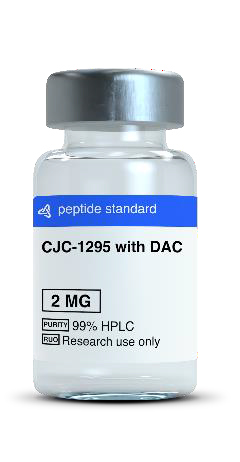 peptide standard
CJC-1295 with DAC
2 MG
PURITY 99% HPLC
RUO Research use only